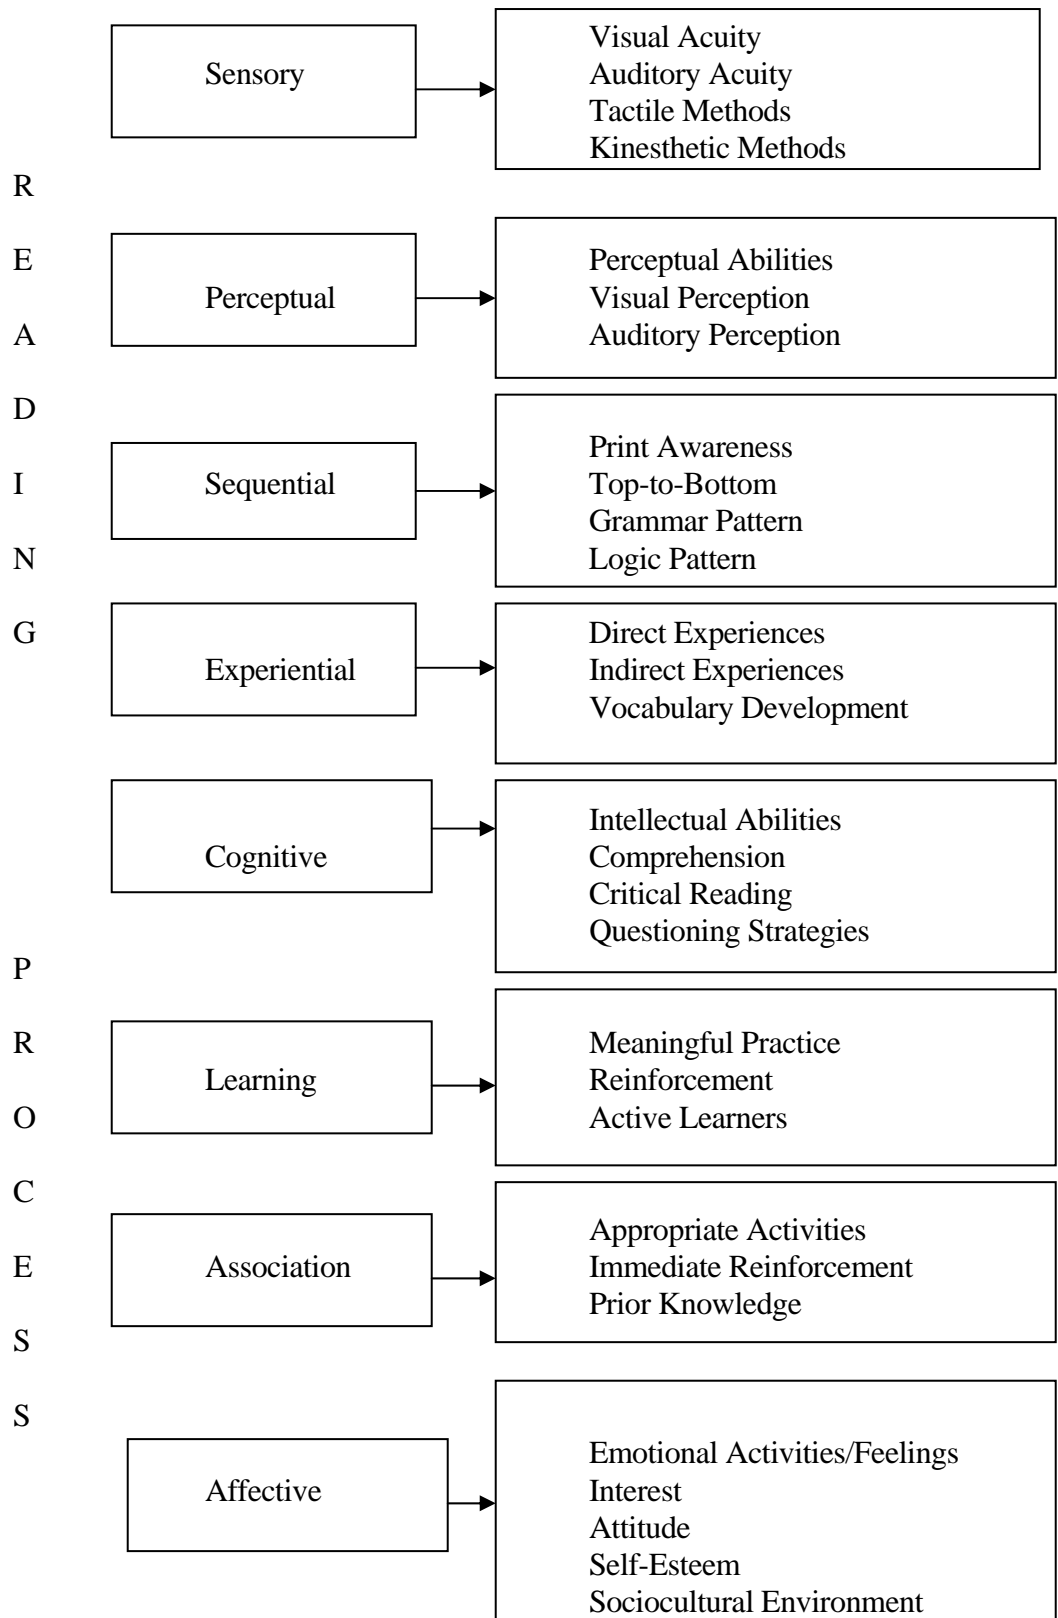 Sensory
Visual Acuity
Auditory Acuity
Tactile Methods
Kinesthetic Methods
R
E
A
D
I
N
G
Perceptual
Perceptual Abilities
Visual Perception
Auditory Perception
Sequential
Print Awareness
Top-to-Bottom
Grammar Pattern
Logic Pattern
Experiential
Direct Experiences
Indirect Experiences
Vocabulary Development
Cognitive
Intellectual Abilities
Comprehension
Critical Reading
Questioning Strategies
P
R
O
C
E
S
S
Learning
Meaningful Practice
Reinforcement
Active Learners
Association
Appropriate Activities
Immediate Reinforcement
Prior Knowledge
Affective
Emotional Activities/Feelings
Interest
Attitude
Self-Esteem
Sociocultural Environment